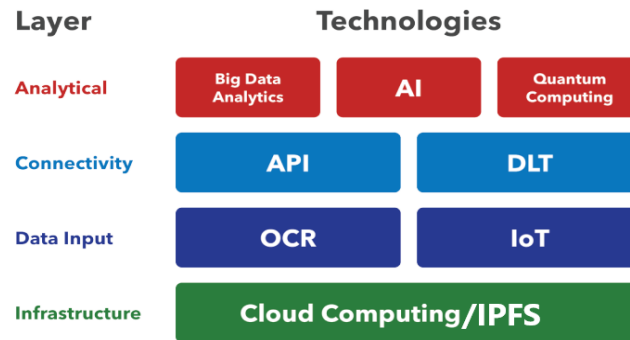 Layer
Technologies
Analytical
Big Data
Analytics
AI
Quantum
Computing
Connectivity
API
DLT
Data Input
OCR
IoT
Infrastructure
Cloud Computing/IPFS